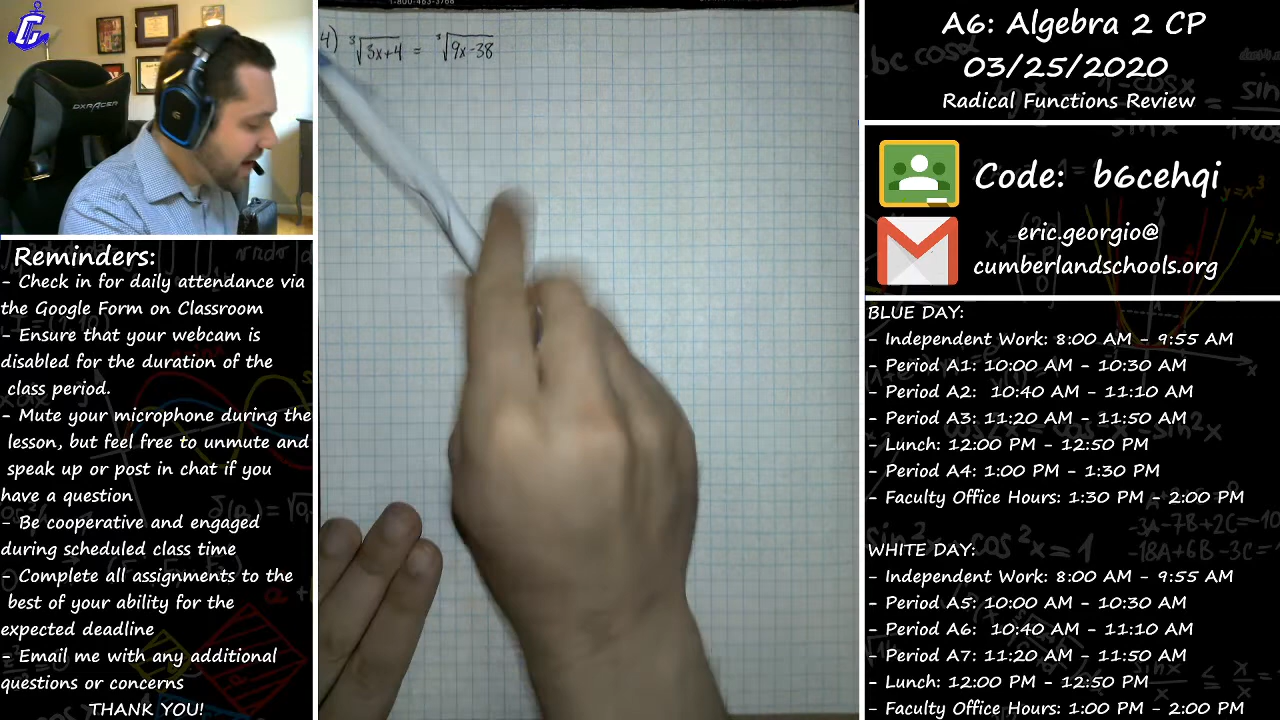 1-800-463-3768
4) ³√3x+4 = ³√9x-38
DXRACER
Reminders:
- Check in for daily attendance via
the Google Form on Classroom
- Ensure that your webcam is
disabled for the duration of the
class period.
- Mute your microphone during the
lesson, but feel free to unmute and
speak up or post in chat if you
have a question
- Be cooperative and engaged
during scheduled class time
- Complete all assignments to the
best of your ability for the
expected deadline
- Email me with any additional
questions or concerns
THANK YOU!
A6: Algebra 2 CP
03/25/2020
Radical Functions Review
Code: b6cehqi
eric.georgio@
cumberlandschools.org
BLUE DAY:
- Independent Work: 8:00 AM - 9:55 AM
- Period A1: 10:00 AM - 10:30 AM
- Period A2: 10:40 AM - 11:10 AM
- Period A3: 11:20 AM - 11:50 AM
- Lunch: 12:00 PM - 12:50 PM
- Period A4: 1:00 PM - 1:30 PM
- Faculty Office Hours: 1:30 PM - 2:00 PM
WHITE DAY:
- Independent Work: 8:00 AM - 9:55 AM
- Period A5: 10:00 AM - 10:30 AM
- Period A6: 10:40 AM - 11:10 AM
- Period A7: 11:20 AM - 11:50 AM
- Lunch: 12:00 PM - 12:50 PM
- Faculty Office Hours: 1:00 PM - 2:00 PM